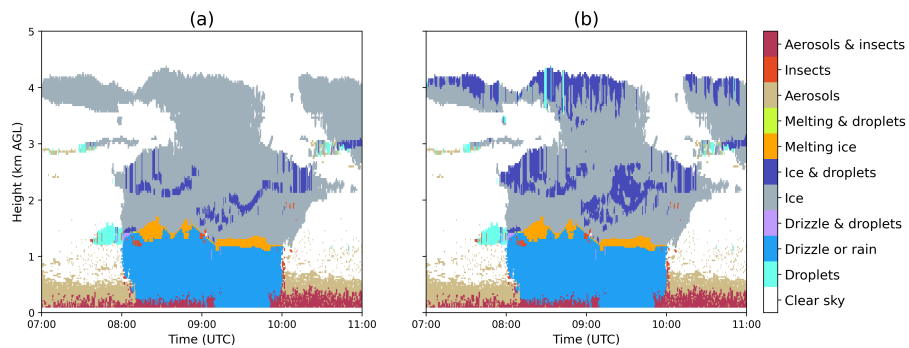 (a)
(b)
5
4
3
2
1
0
Height (km AGL)
07:00 08:00 09:00 10:00 11:00
Time (UTC)
07:00 08:00 09:00 10:00 11:00
Time (UTC)
Aerosols & insects
Insects
Aerosols
Melting & droplets
Melting ice
Ice & droplets
Ice
Drizzle & droplets
Drizzle or rain
Droplets
Clear sky